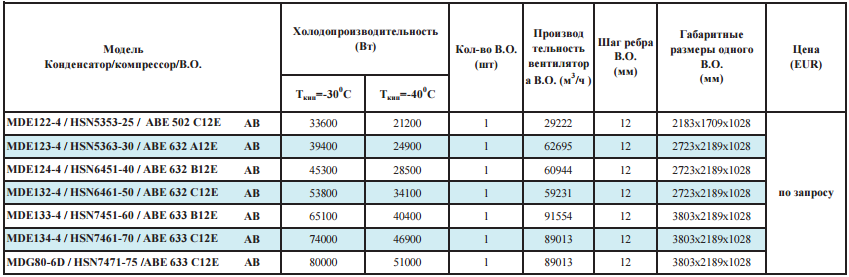 Модель
Конденсатор/компрессор/В.О.
Холодопроизводительность
(Вт)
Ткип=-30⁰С
Ткип=-40⁰С
Кол-во В.О.
(шт)
Производ
тельность
вентилятор
а В.О. (м³/ч )
Шаг ребра
В.О.
(мм)
Габаритные
размеры одного
В.О.
(мм)
Цена
(EUR)
MDE122-4 / HSN5353-25 / ABE 502 C12E AB 33600 21200 1 29222 12 2183x1709x1028
MDE123-4 / HSN5363-30 / ABE 632 A12E AB 39400 24900 1 62695 12 2723x2189x1028
MDE124-4 / HSN6451-40 / ABE 632 B12E AB 45300 28500 1 60944 12 2723x2189x1028
MDE132-4 / HSN6461-50 / ABE 632 C12E AB 53800 34100 1 59231 12 2723x2189x1028
MDE133-4 / HSN7451-60 / ABE 633 B12E AB 65100 40400 1 91554 12 3803x2189x1028
MDE134-4 / HSN7461-70 / ABE 633 C12E AB 74000 46900 1 89013 12 3803x2189x1028
MDG80-6D / HSN7471-75 /ABE 633 C12E AB 80000 51000 1 89013 12 3803x2189x1028
по запросу